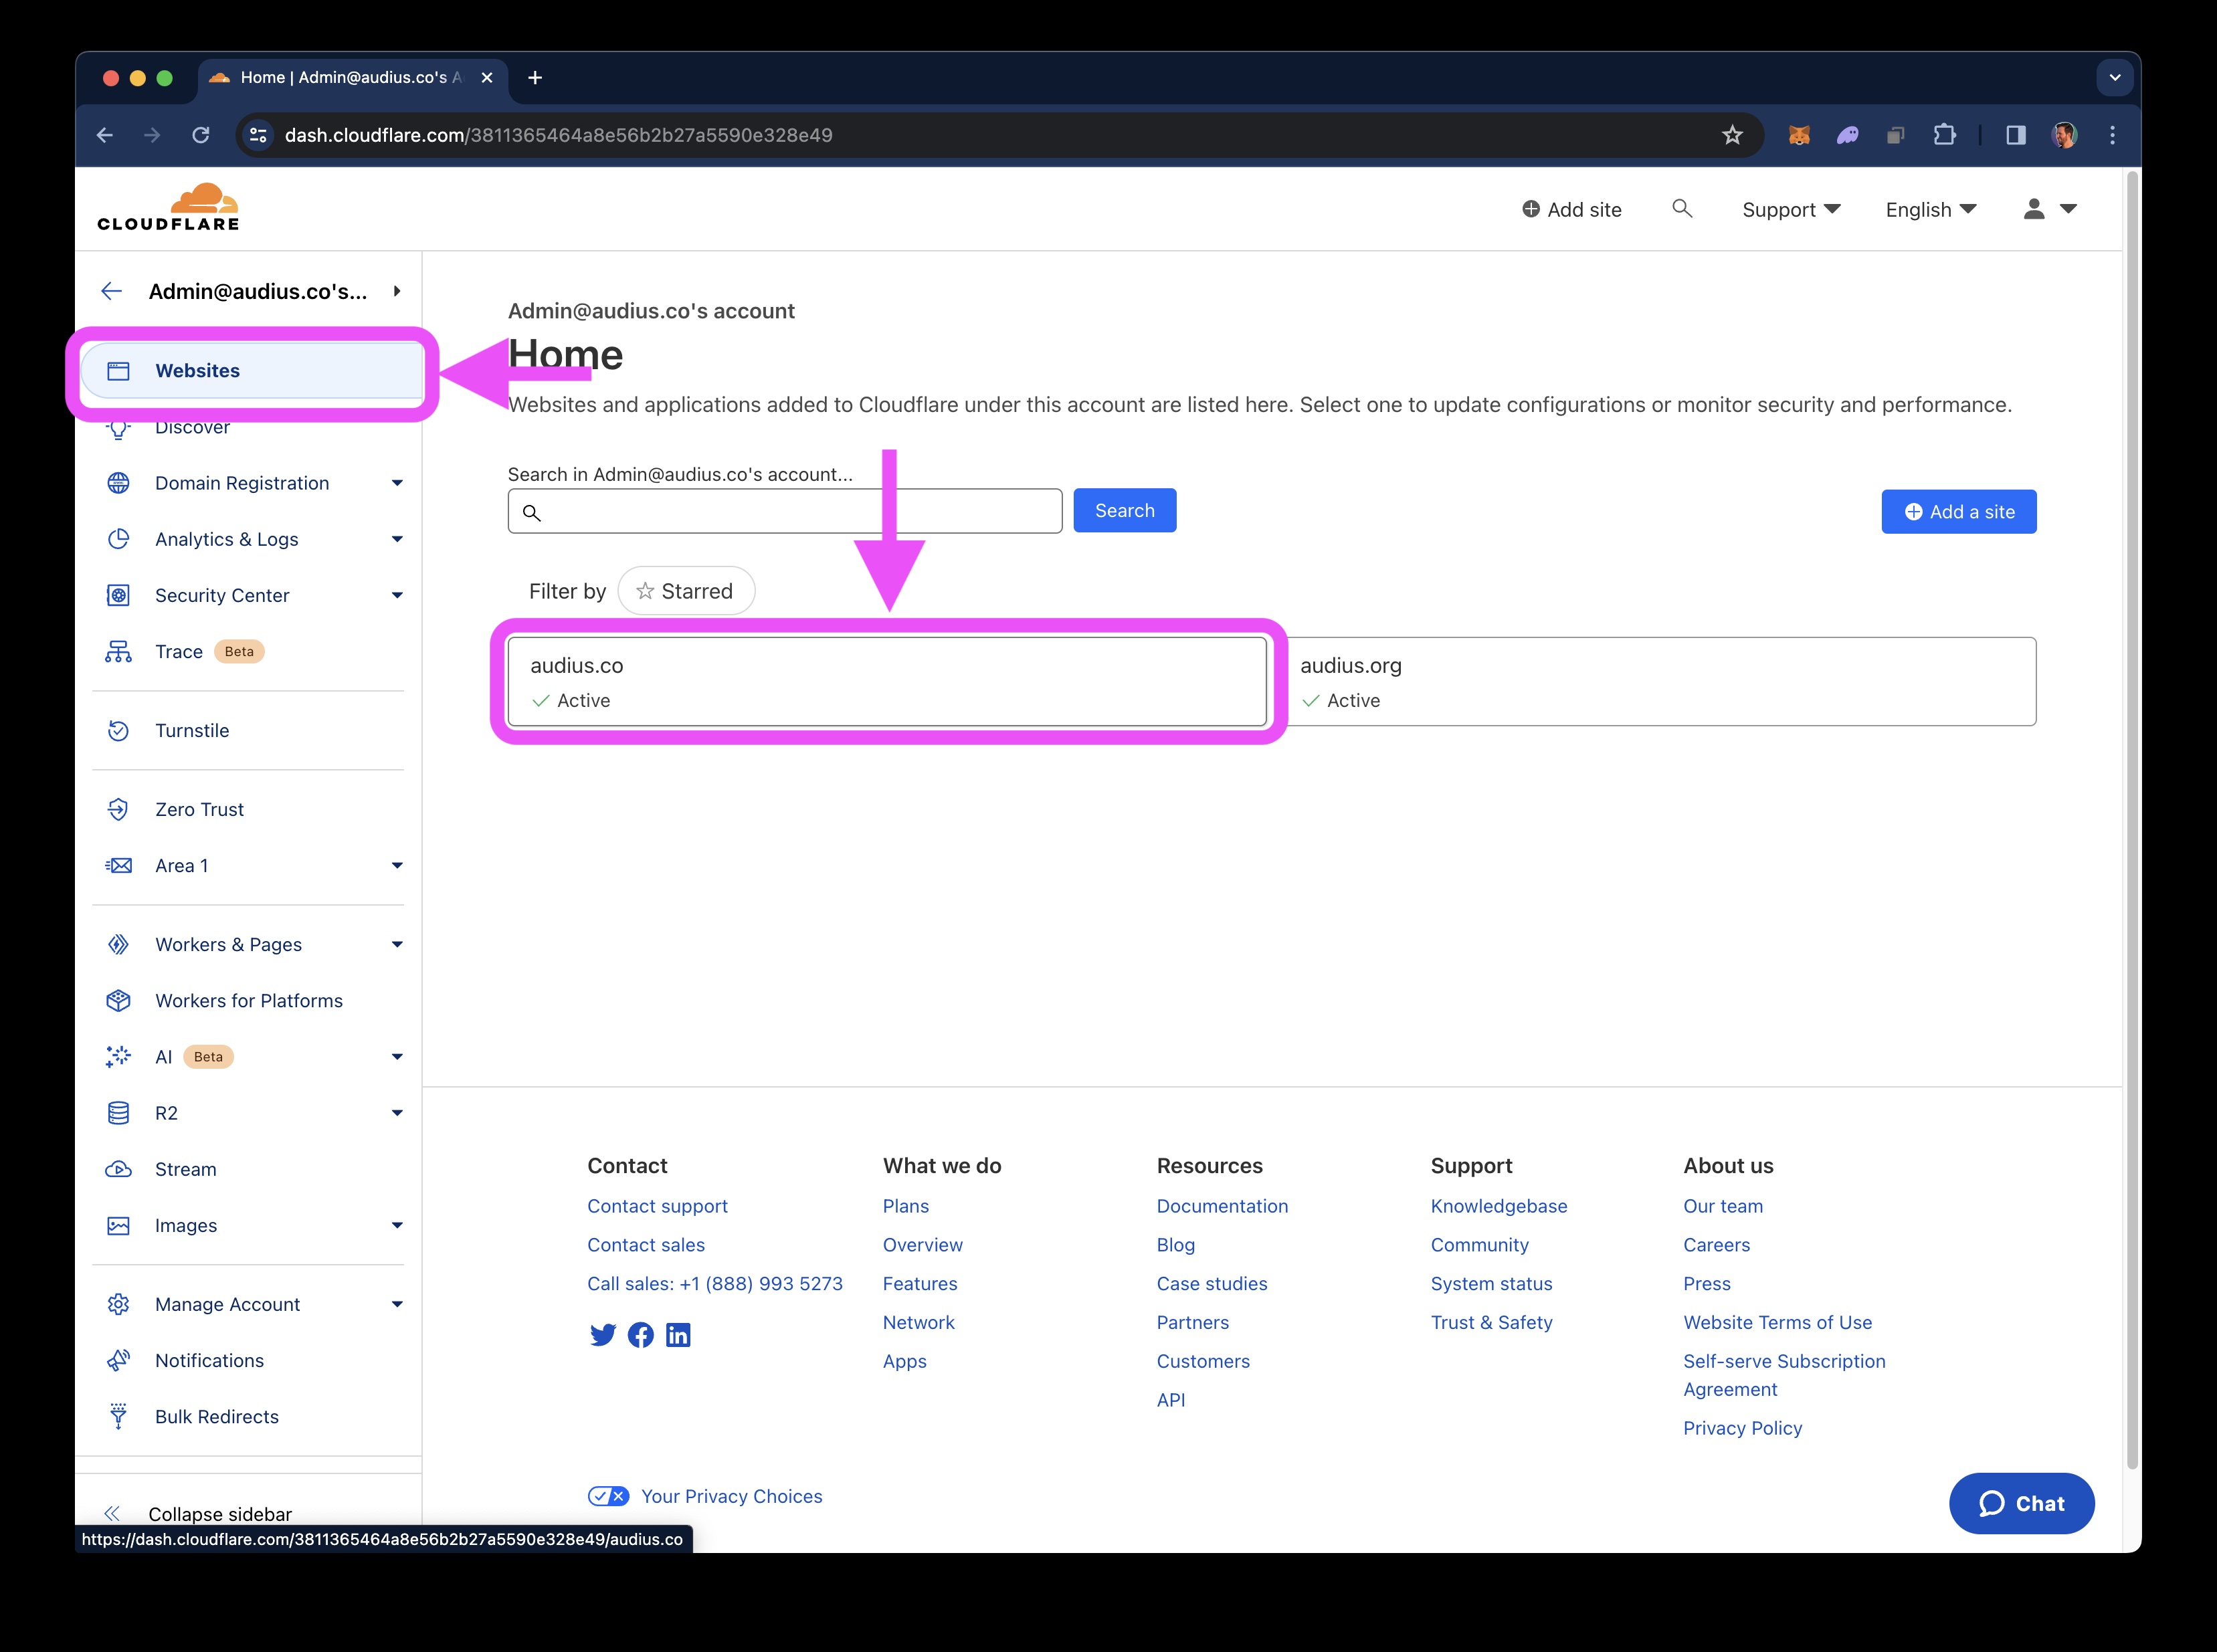 Home | Admin@audius.co's A
dash.cloudflare.com/3811365464a8e56b2b27a5590e328e49
CLOUDFLARE
Add site
Support
English
Admin@audius.co's...
Websites
Discover
Domain Registration
Analytics & Logs
Security Center
Trace Beta
Turnstile
Zero Trust
Area 1
Workers & Pages
Workers for Platforms
AI Beta
R2
Stream
Images
Manage Account
Notifications
Bulk Redirects
Collapse sidebar
Admin@audius.co's account
Home
Websites and applications added to Cloudflare under this account are listed here. Select one to update configurations or monitor security and performance.
Search in Admin@audius.co's account...
Search
Add a site
Filter by Starred
audius.co
Active
audius.org
Active
Contact
Contact support
Contact sales
Call sales: +1 (888) 993 5273
What we do
Plans
Overview
Features
Network
Apps
Resources
Documentation
Blog
Case studies
Partners
Customers
API
Support
Knowledgebase
Community
System status
Trust & Safety
About us
Our team
Careers
Press
Website Terms of Use
Self-serve Subscription
Agreement
Privacy Policy
Your Privacy Choices
Chat
https://dash.cloudflare.com/3811365464a8e56b2b27a5590e328e49/audius.co